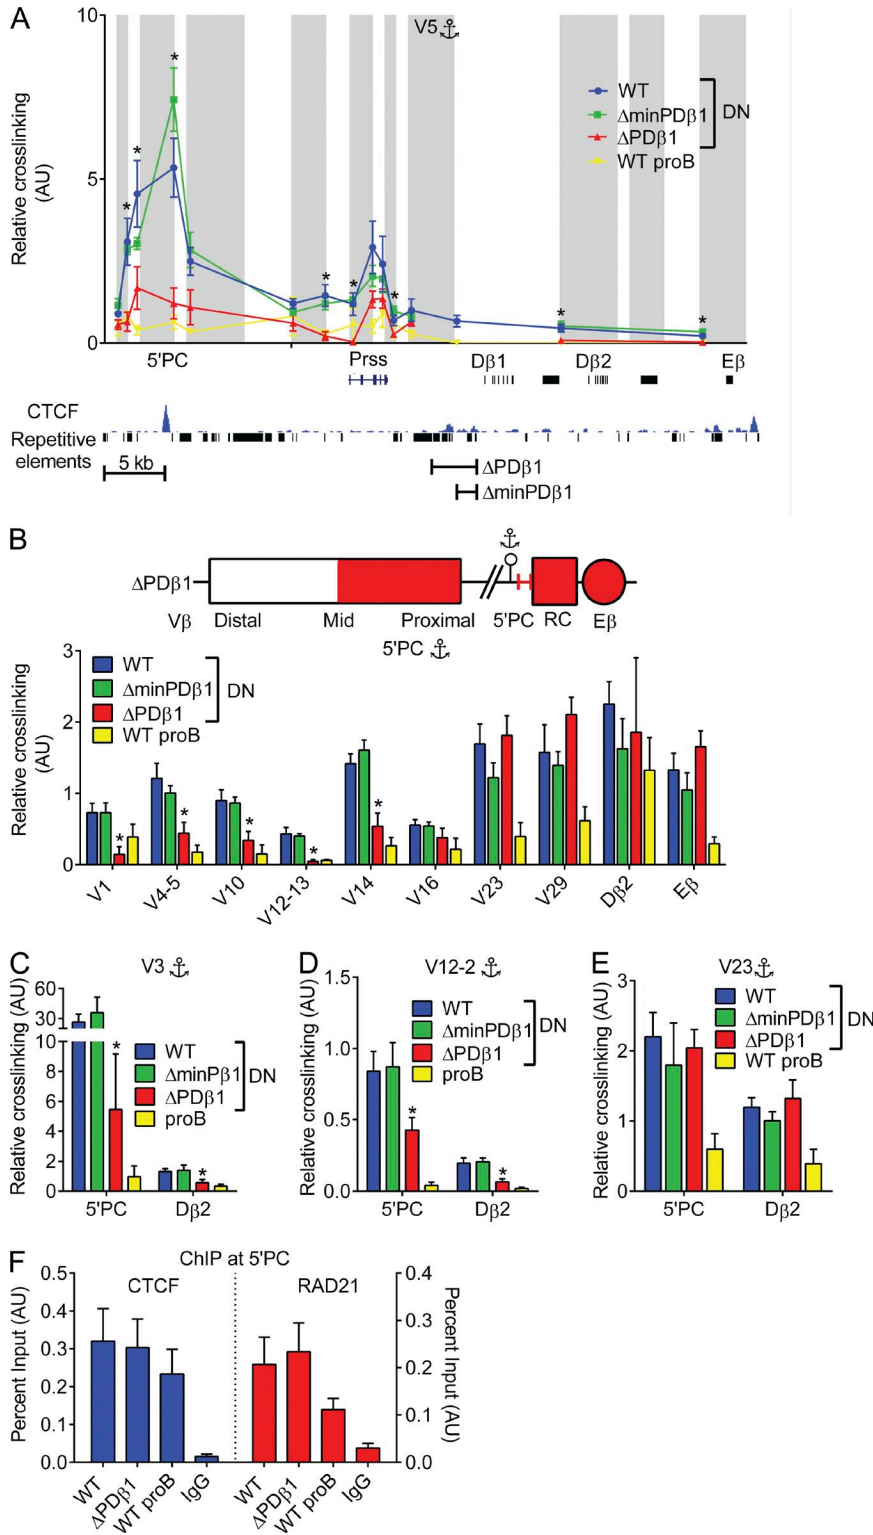 A
10
V5
WT
ΔminPDβ1
ΔPDβ1
DN
WT proB
Relative crosslinking
(AU)
5
0
*
*
*
*
*
*
*
*
5'PC
Prss
Dβ1
Dβ2
Eβ
CTCF
Repetitive
elements
5 kb
ΔPDβ1
ΔminPDβ1
B
ΔPDβ1
Vβ
Distal
Mid
Proximal
5'PC
RC
Eβ
5'PC
3
2
1
0
Relative crosslinking
(AU)
WT
ΔminPDβ1
ΔPDβ1
DN
WT proB
*
*
*
*
*
V1
V4-5
V10
V12-13
V14
V16
V23
V29
Dβ2
Eβ
C
V3
Relative crosslinking (AU)
60
30
10
8
6
4
2
0
WT
ΔminPβ1
ΔPDβ1
DN
proB
*
*
5'PC
Dβ2
D
V12-2
Relative crosslinking (AU)
1.5
1.0
0.5
0.0
WT
ΔminPDβ1
ΔPDβ1
DN
proB
*
*
5'PC
Dβ2
E
V23
Relative crosslinking (AU)
3
2
1
0
WT
ΔminPDβ1
ΔPDβ1
DN
WT proB
5'PC
Dβ2
F
ChIP at 5'PC
CTCF
RAD21
Percent Input (AU)
0.5
0.4
0.3
0.2
0.1
0.0
0.4
0.3
0.2
0.1
0.0
Percent Input (AU)
WT
ΔPDβ1
WT proB
IgG
WT
ΔPDβ1
WT proB
IgG